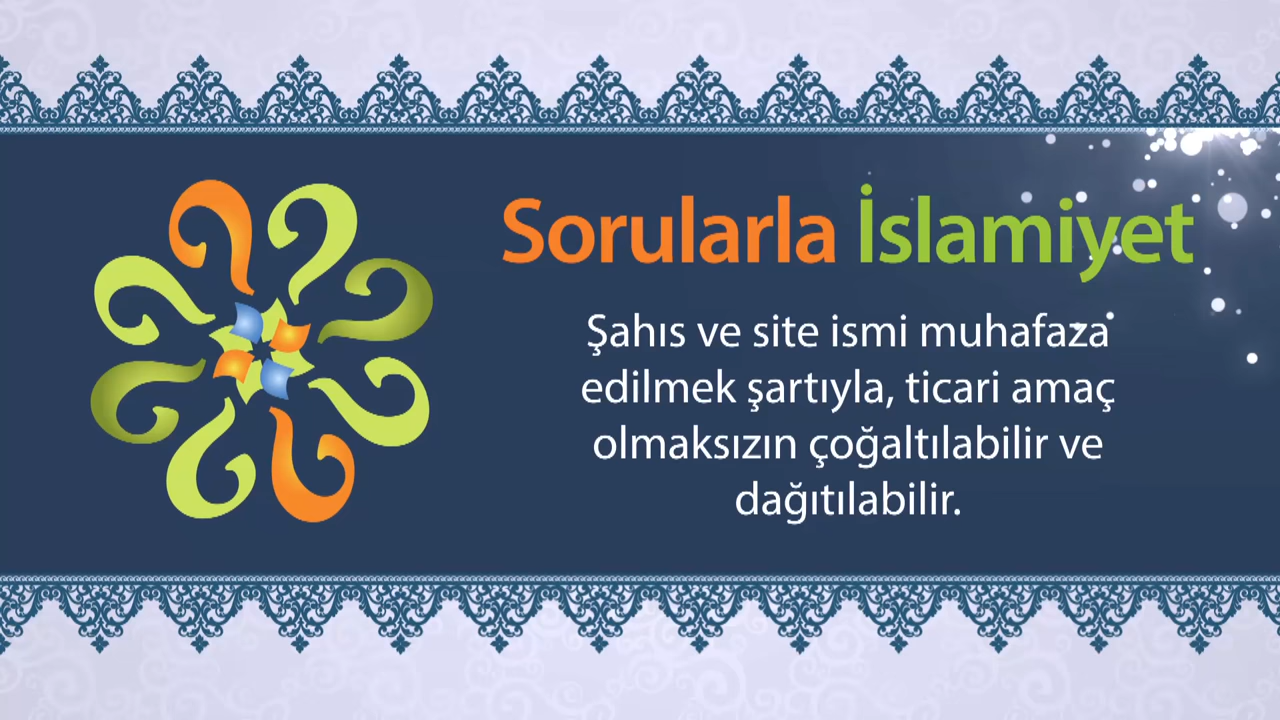 Sorularla İslamiyet
Şahıs ve site ismi muhafaza
edilmek şartıyla, ticari amaç
olmaksızın çoğaltılabilir ve
dağıtılabilir.